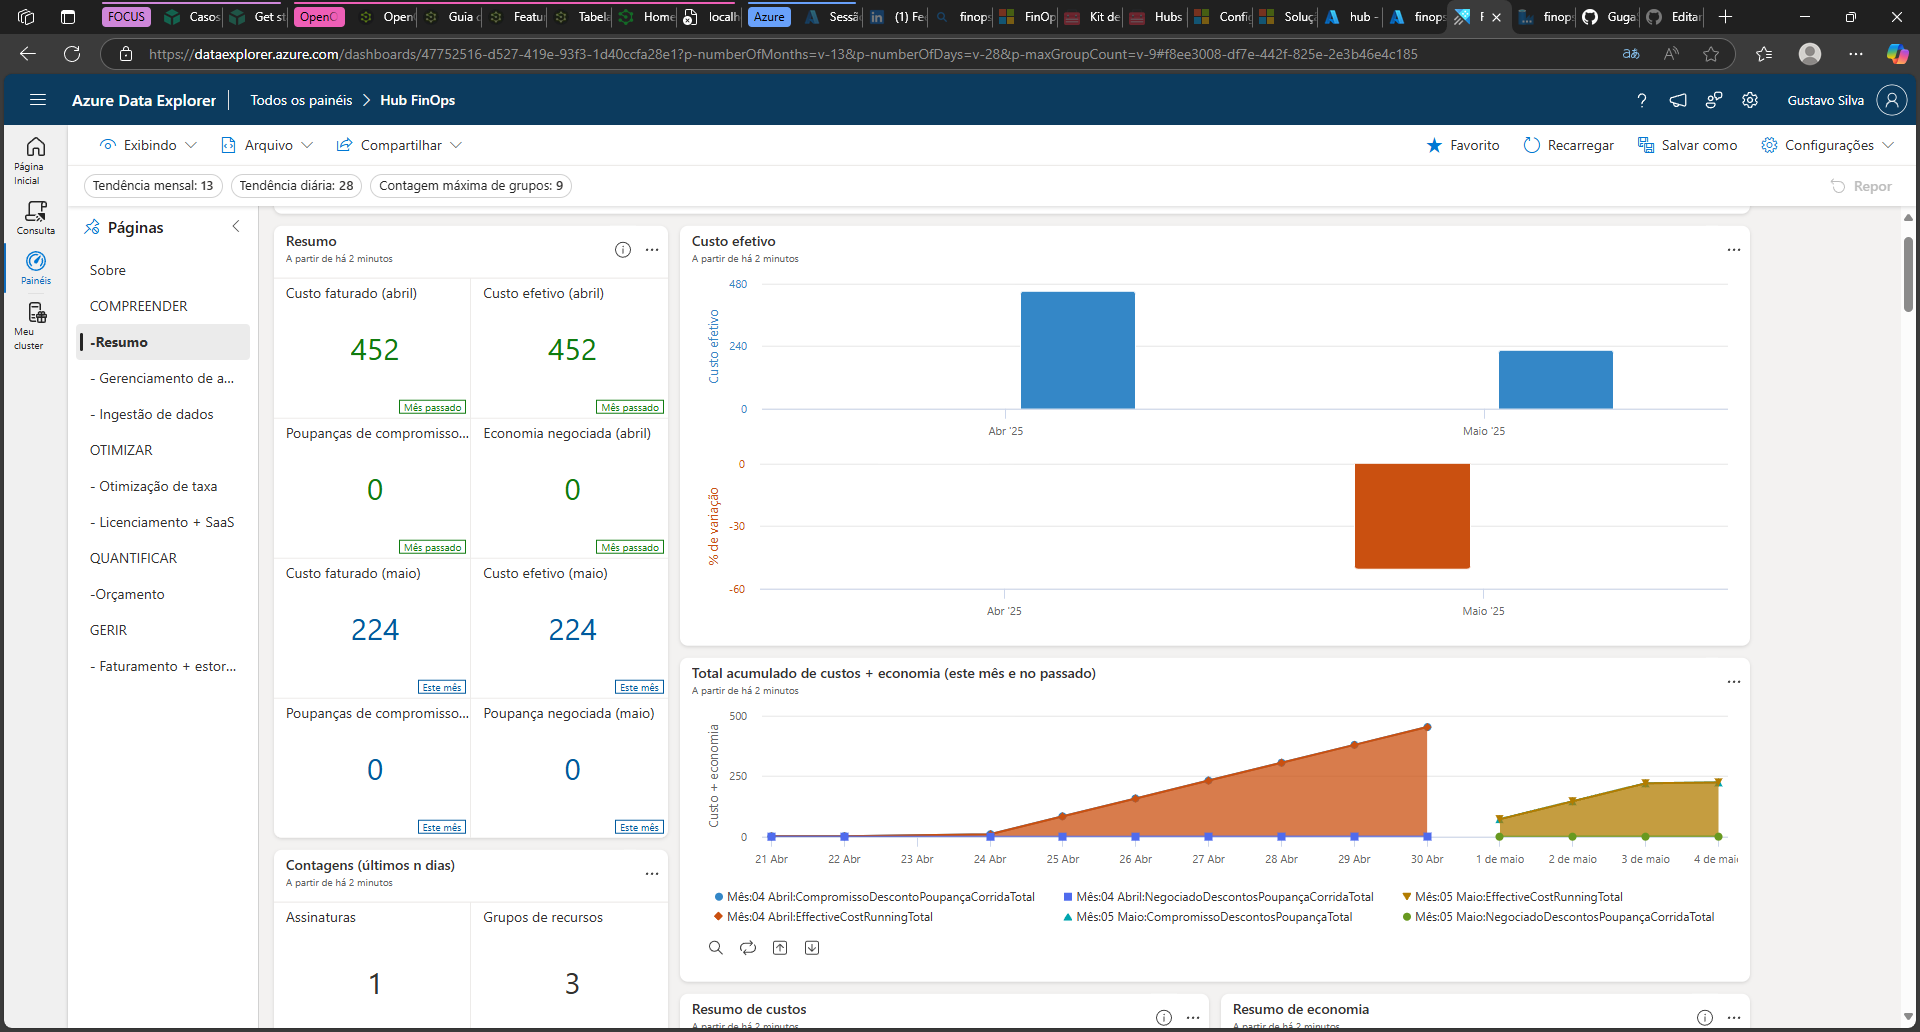 FOCUS
Casos
Get st
OpenC
Open
Guia c
Featur
Tabela
Home
localh
Azure
Sessã
(1) Fe
finops
FinOp
Kit de
Hubs
Confi
Soluç
hub -
finops
finops
Guga
Editar
https://dataexplorer.azure.com/dashboards/47752516-d527-419e-93f3-1d40ccfa28e1?p-numberOfMonths=v-13&p-numberOfDays=v-28&p-maxGroupCount=v-9#f8ee3008-df7e-442f-825e-2e3b46e4c185
Azure Data Explorer
Todos os painéis > Hub FinOps
Gustavo Silva
Página Inicial
Consulta
Painéis
Meu cluster
Exibindo
Arquivo
Compartilhar
Favorito
Recarregar
Salvar como
Configurações
Tendência mensal: 13
Tendência diária: 28
Contagem máxima de grupos: 9
Repor
Páginas
Sobre
COMPREENDER
-Resumo
- Gerenciamento de a...
- Ingestão de dados
OTIMIZAR
- Otimização de taxa
- Licenciamento + SaaS
QUANTIFICAR
-Orçamento
GERIR
- Faturamento + estor...
Resumo
A partir de há 2 minutos
Custo faturado (abril)
452
Mês passado
Custo efetivo (abril)
452
Mês passado
Poupanças de compromisso...
0
Mês passado
Economia negociada (abril)
0
Mês passado
Custo faturado (maio)
224
Este mês
Custo efetivo (maio)
224
Este mês
Poupanças de compromisso...
0
Este mês
Poupança negociada (maio)
0
Este mês
Contagens (últimos n dias)
A partir de há 2 minutos
Assinaturas
1
Grupos de recursos
3
Custo efetivo
A partir de há 2 minutos
Custo efetivo
480
240
0
Abr '25
Maio '25
% de variação
0
-30
-60
Abr '25
Maio '25
Total acumulado de custos + economia (este mês e no passado)
A partir de há 2 minutos
Custo + economia
500
250
0
21 Abr
22 Abr
23 Abr
24 Abr
25 Abr
26 Abr
27 Abr
28 Abr
29 Abr
30 Abr
1 de maio
2 de maio
3 de maio
4 de mai
Mês:04 Abril:CompromissoDescontoPoupançaCorridaTotal
Mês:04 Abril:NegociadoDescontosPoupançaCorridaTotal
Mês:05 Maio:EffectiveCostRunningTotal
Mês:04 Abril:EffectiveCostRunningTotal
Mês:05 Maio:CompromissoDescontosPoupançaTotal
Mês:05 Maio:NegociadoDescontosPoupançaCorridaTotal
Resumo de custos
A partir de há 2 minutos
Resumo de economia
A partir de há 2 minutos